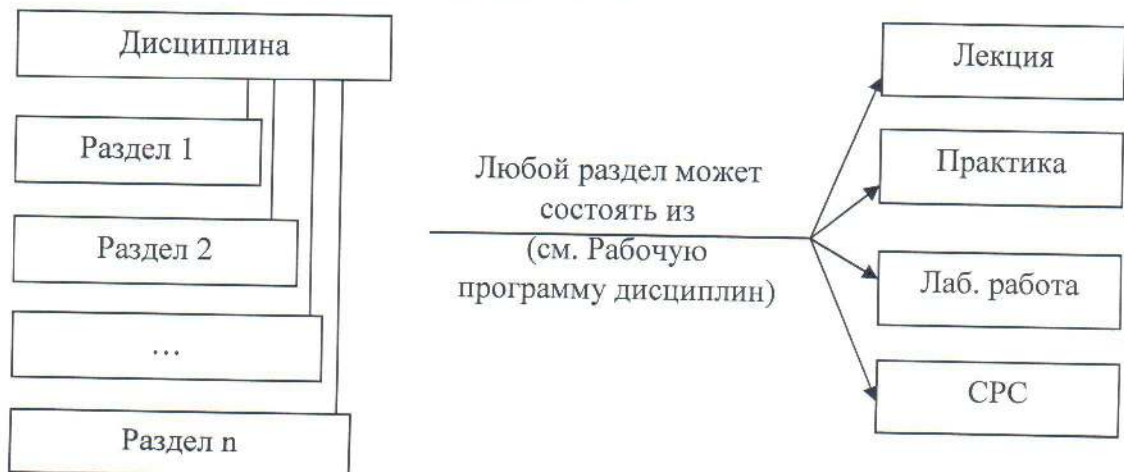 Дисциплина
Раздел 1
Раздел 2
...
Раздел n
Любой раздел может
состоять из
(см. Рабочую
программу дисциплин)
Лекция
Практика
Лаб. работа
СРС